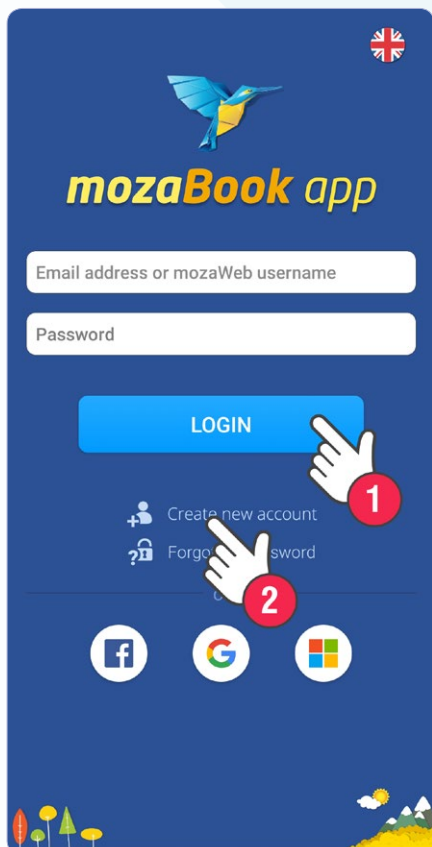 mozaBook app
Email address or mozaWeb username
Password
LOGIN
1
Create new account
2